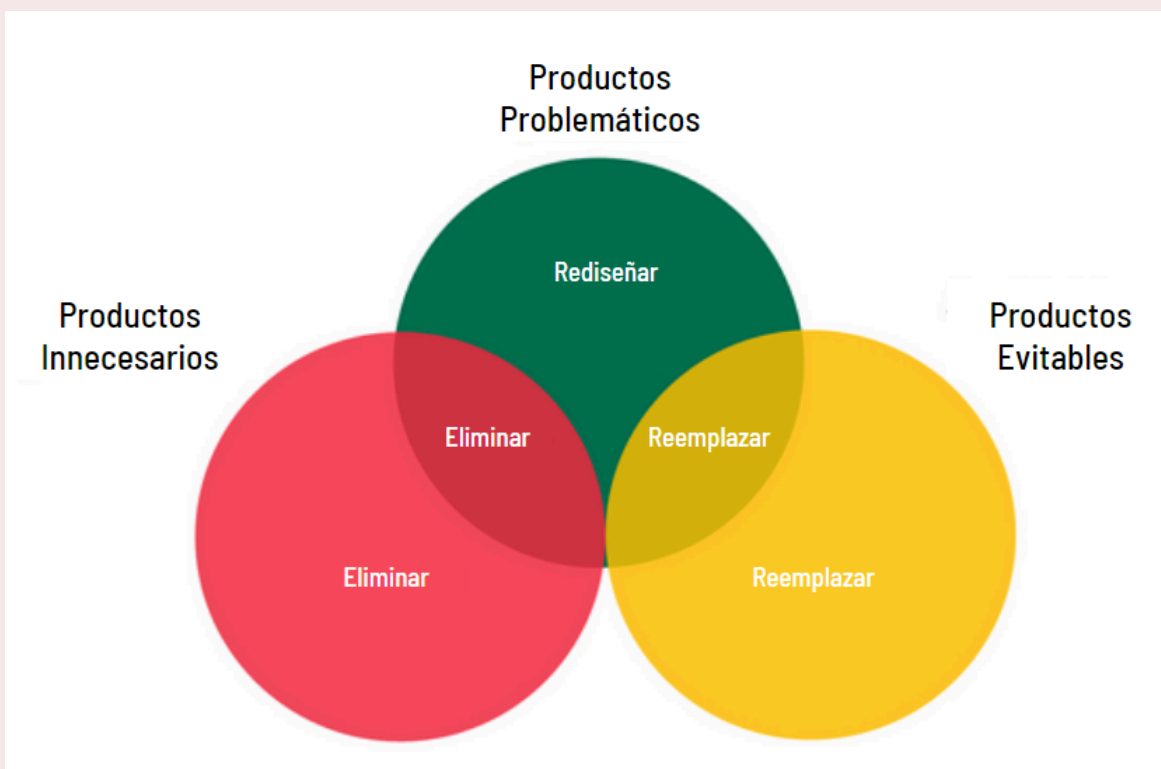 Productos
Problemáticos
Rediseñar
Productos
Innecesarios
Productos
Evitables
Eliminar
Reemplazar
Eliminar
Reemplazar